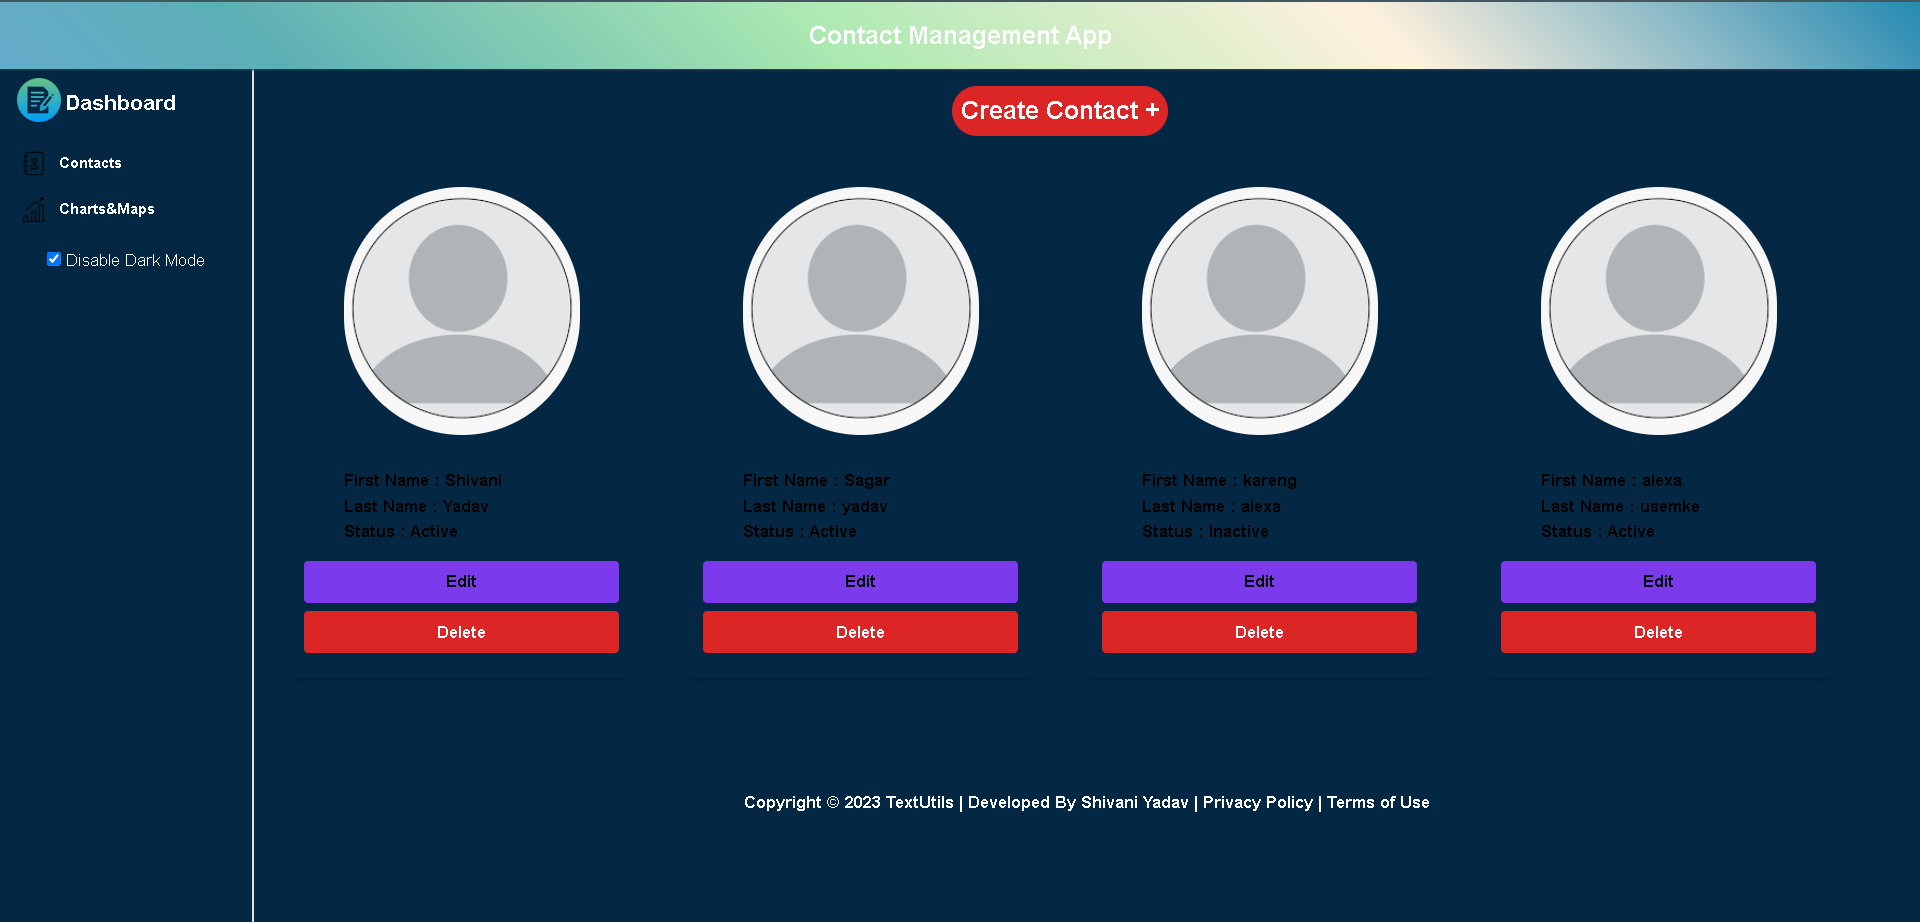 Contact Management App
Dashboard
Contacts
Charts&Maps
Disable Dark Mode
Create Contact +
First Name : Shivani
Last Name : Yadav
Status : Active
Edit
Delete
First Name : Sagar
Last Name : yadav
Status : Active
Edit
Delete
First Name : kareng
Last Name : alexa
Status : Inactive
Edit
Delete
First Name : alexa
Last Name : usemke
Status : Active
Edit
Delete
Copyright © 2023 TextUtils | Developed By Shivani Yadav | Privacy Policy | Terms of Use